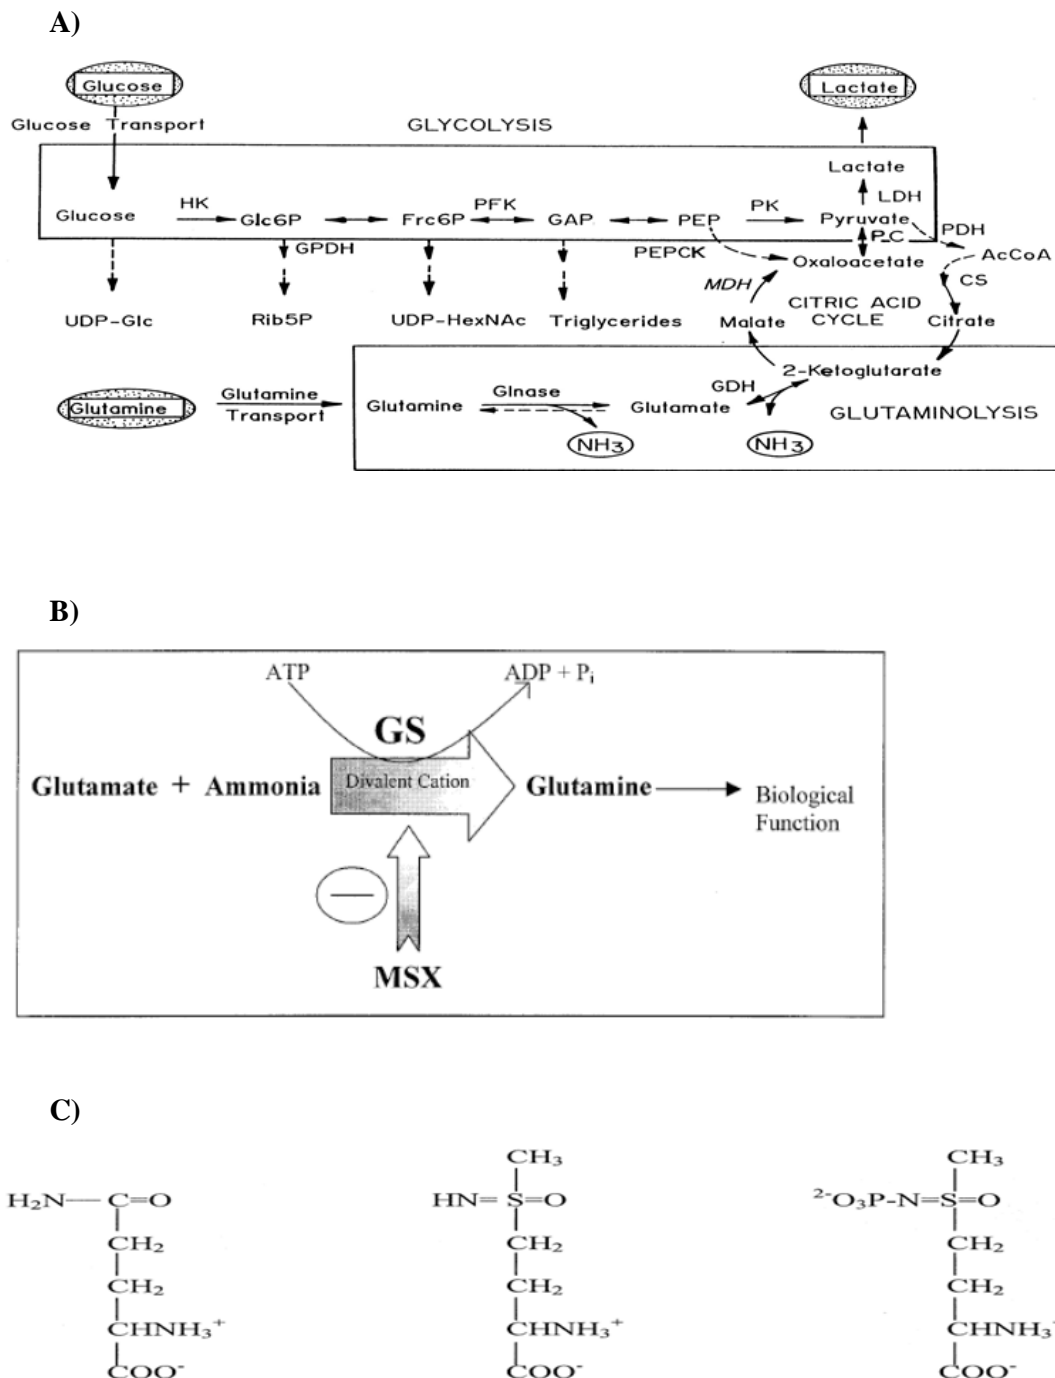 A)
Glucose
Lactate
Glucose Transport
GLYCOLYSIS
Lactate
HK
PFK
PK
LDH
Glucose
Glc6P
Frc6P
GAP
PEP
Pyruvate
PDH
GPDH
PEPCK
PC
Oxaloacetate
AcCoA
MDH
CS
CITRIC ACID
CYCLE
UDP-Glc
Rib5P
UDP-HexNAc
Triglycerides
Malate
Citrate
2-Ketoglutarate
Glutamine
Glutamine
Transport
Glutamine
Glnase
Glutamate
GDH
GLUTAMINOLYSIS
NH3
NH3
B)
ATP
ADP + Pi
GS
Glutamate + Ammonia
Divalent Cation
Glutamine
Biological
Function
MSX
C)
CH3
CH3
H2N—C=O
HN=S=O
2-O3P-N=S=O
CH2
CH2
CH2
CH2
CH2
CH2
CHNH3+
CHNH3+
CHNH3+
COO-
COO-
COO-